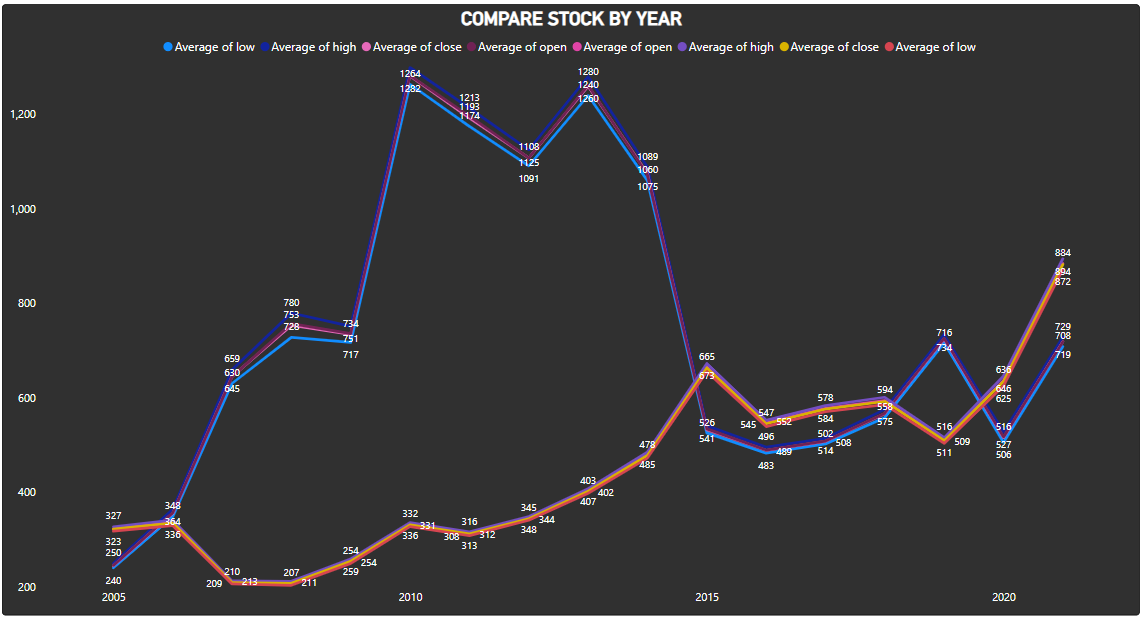 COMPARE STOCK BY YEAR
Average of low Average of high Average of close Average of open Average of open Average of high Average of close Average of low
1264 1280
1282 1213 1240
1193 1260
1,200 1174
1108 1089
1125 1060
1091 1075
1,000
884
894
872
800 780
753 734 729
728 751 716 708
717 734 719
659 665
630 673 636
645 646
625
600 578 594
547 584 558
545 552 575
526 502 516 516
541 496 508 509 527
489 514 511 506
483
478
485
400 403
402
407
348 332 345
327 364 331 316 344
323 336 336 308 312 348
313
250 254
240 254
259
210 207
209 213 211
200
2005 2010 2015 2020